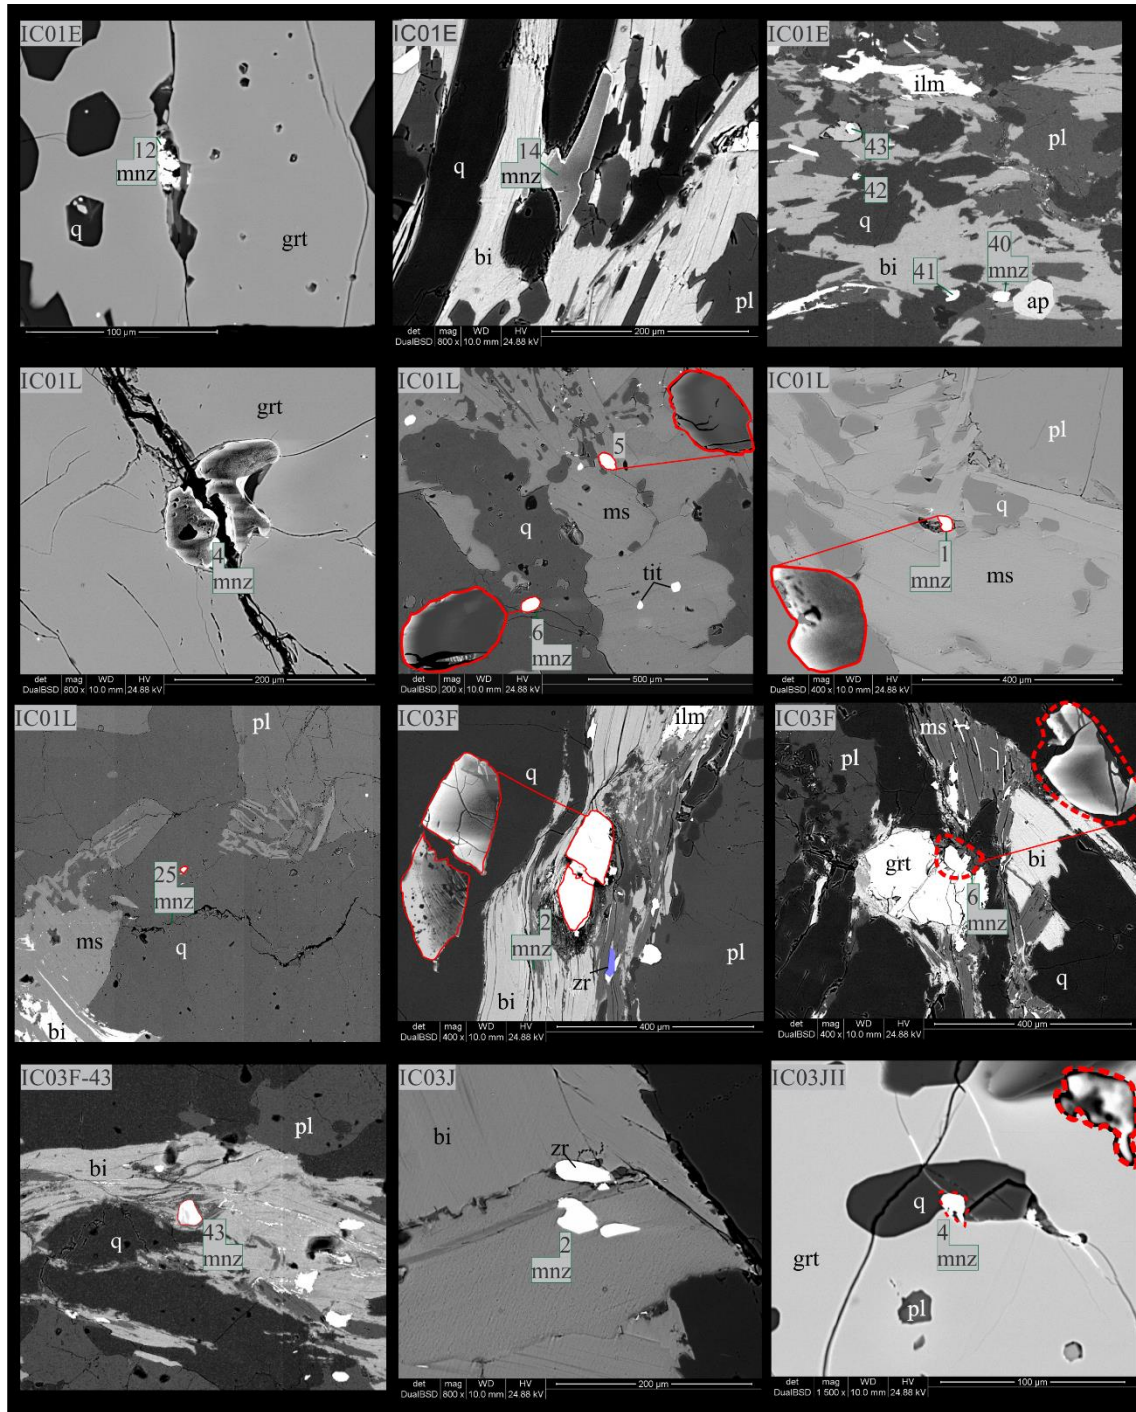 IC01E
12
mnz
q
grt
100 µm
IC01E
q
14
mnz
bi
pl
det mag WD HV
DualBSD 800 x 10.0 mm 24.88 kV
200 µm
IC01E
ilm
43
pl
42
q
bi
40
mnz
41
ap
IC01L
grt
4
mnz
det mag WD HV
DualBSD 800 x 10.0 mm 24.88 kV
200 µm
IC01L
5
q
ms
tit
6
mnz
det mag WD HV
DualBSD 200 x 10.0 mm 24.88 kV
500 µm
IC01L
pl
q
1
mnz
ms
det mag WD HV
DualBSD 400 x 10.0 mm 24.88 kV
400 µm
IC01L
pl
25
mnz
ms
q
bi
IC03F
ilm
q
2
mnz
zr
pl
bi
det mag WD HV
DualBSD 400 x 10.0 mm 24.88 kV
400 µm
IC03F
ms
pl
grt
bi
6
mnz
q
det mag WD HV
DualBSD 400 x 10.0 mm 24.88 kV
400 µm
IC03F-43
pl
bi
q
43
mnz
IC03J
bi
zr
2
mnz
det mag WD HV
DualBSD 800 x 10.0 mm 24.88 kV
200 µm
IC03JII
q
4
mnz
grt
pl
det mag WD HV
DualBSD 1 500 x 10.0 mm 24.88 kV
100 µm